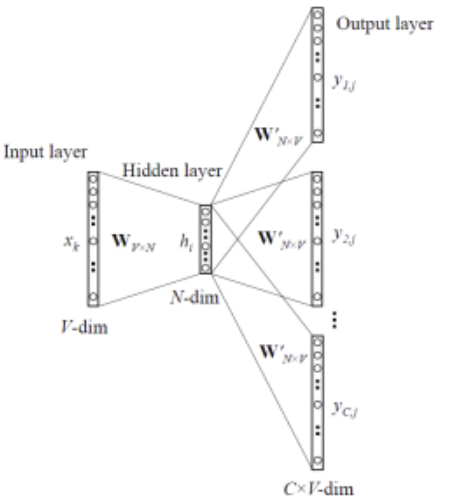 Output layer
y1,j
W'N×V
Input layer
Hidden layer
xk
WV×N
hi
W'N×V
y2,j
N-dim
V-dim
W'N×V
yC,j
C×V-dim